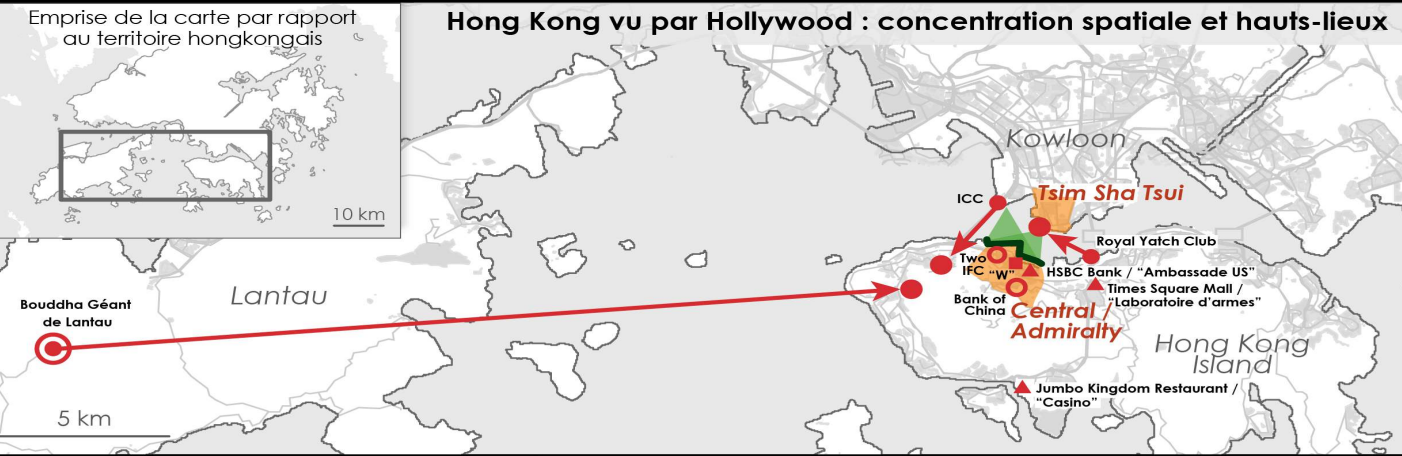 Emprise de la carte par rapport
au territoire hongkongais
10 km
Hong Kong vu par Hollywood : concentration spatiale et hauts-lieux
Kowloon
Tsim Sha Tsui
ICC
Royal Yatch Club
Two
IFC
"W"
HSBC Bank / "Ambassade US"
Times Square Mall /
"Laboratoire d'armes"
Bank of
China
Central /
Admiralty
Hong Kong
Island
Jumbo Kingdom Restaurant /
"Casino"
Lantau
Bouddha Géant
de Lantau
5 km